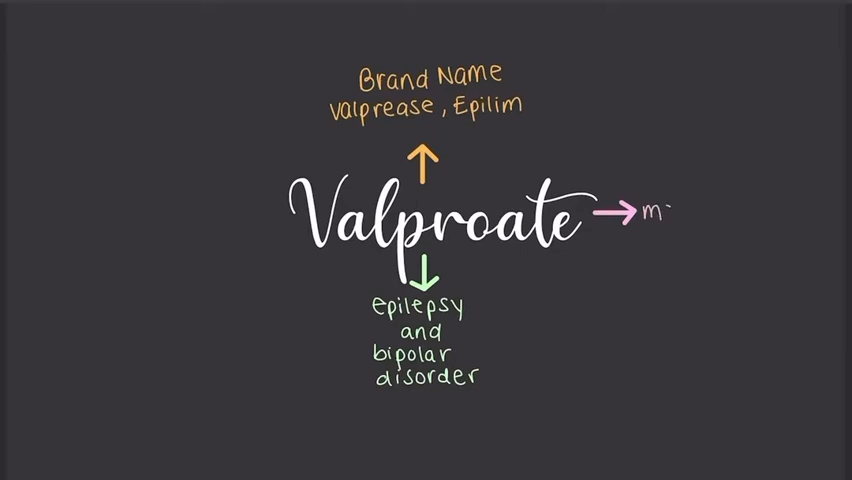 Brand Name
Valprease, Epilim
Valproate
m
epilepsy
and
bipolar
disorder